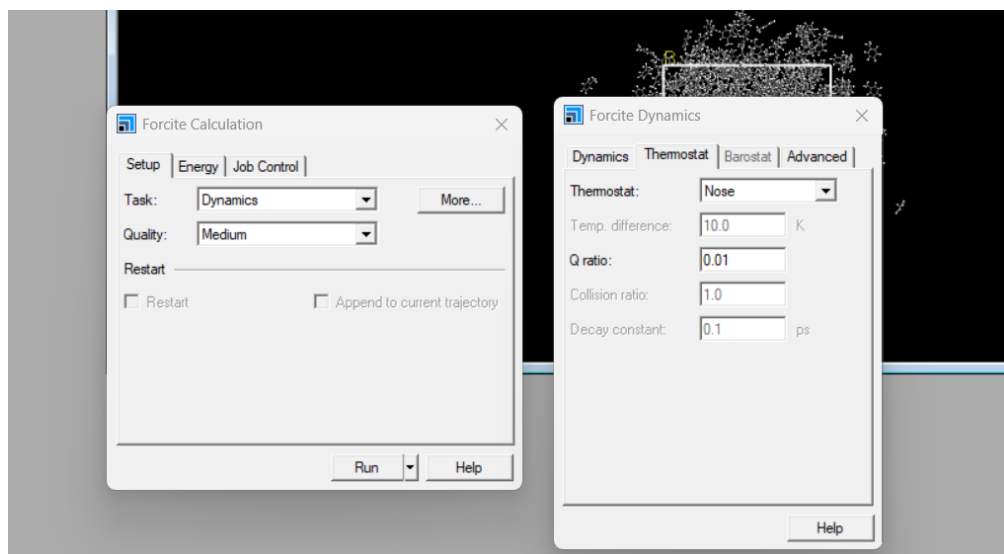 B
Forcite Calculation
Setup Energy Job Control
Task: Dynamics More...
Quality: Medium
Restart
Restart Append to current trajectory
Run Help
Forcite Dynamics
Dynamics Thermostat Barostat Advanced
Thermostat: Nose
Temp. difference: 10.0 K
Q ratio: 0.01
Collision ratio: 1.0
Decay constant: 0.1 ps
Help